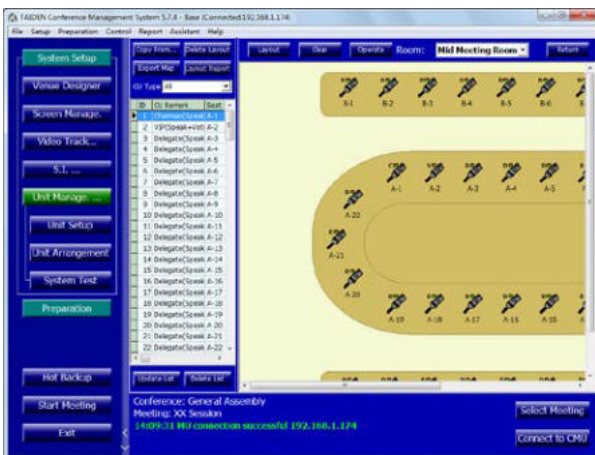 TAIDEN Conference Management System 5.7.8 - Base (Connected:192.168.1.174)
File Setup Preparation Control Report Assistant Help
System Setup
Venue Designer
Screen Manage.
Video Track...
S.I. ...
Unit Manage. ...
Unit Setup
Unit Arrangement
System Test
Preparation
Hot Backup
Start Meeting
Exit
Copy From... Delete Layout
Export Map Layout Report
CU Type All
Layout Clear Operate Room: Mid Meeting Room Return
ID CU Remark Seat
1 Chairman(Speak A-1
2 VIP(Speak+Vot) A-2
3 Delegate(Speak A-3
4 Delegate(Speak A-4
5 Delegate(Speak A-5
6 Delegate(Speak A-6
7 Delegate(Speak A-7
8 Delegate(Speak A-8
9 Delegate(Speak A-9
10 Delegate(Speak A-10
11 Delegate(Speak A-11
12 Delegate(Speak A-12
13 Delegate(Speak A-13
14 Delegate(Speak A-14
15 Delegate(Speak A-15
16 Delegate(Speak A-16
17 Delegate(Speak A-17
18 Delegate(Speak A-18
19 Delegate(Speak A-19
20 Delegate(Speak A-20
21 Delegate(Speak A-21
22 Delegate(Speak A-22
Update List Delete List
B-1 B-2 B-3 B-4 B-5 B-6
A-1 A-2 A-3 A-4 A-5
A-22
A-21
A-20
A-19 A-18 A-17 A-16 A-15
Conference: General Assembly
Meeting: XX Session
14:09:31 MU connection successful 192.168.1.174
Select Meeting
Connect to CMU